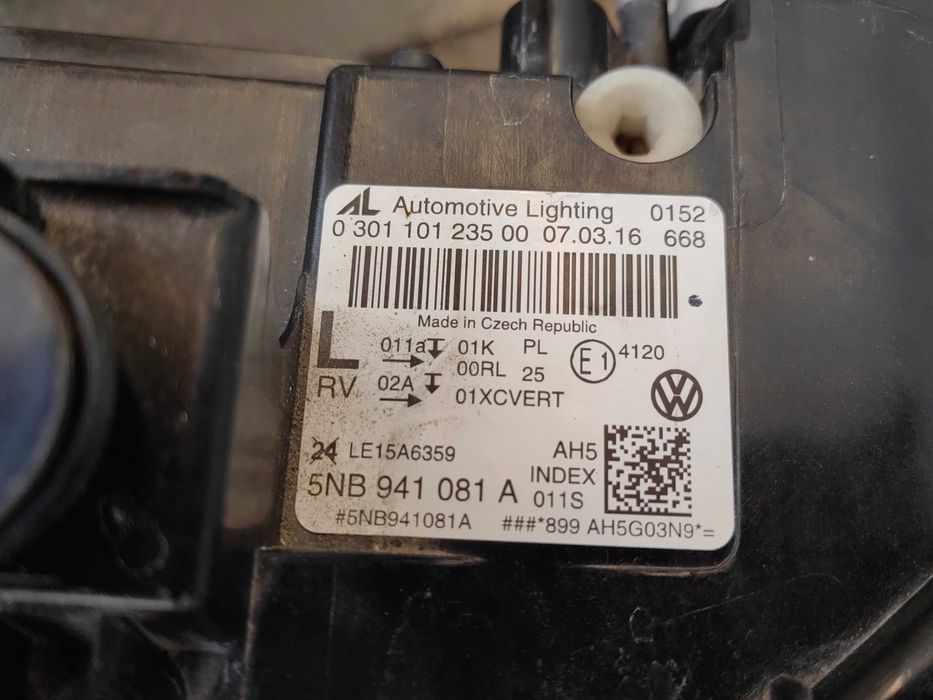 AL Automotive Lighting 0152
0 301 101 235 00 07.03.16 668
Made in Czech Republic
L 011a 01K PL E1 4120
00RL 25
RV 02A 01XCVERT
24 LE15A6359 AH5
5NB 941 081 A INDEX
011S
#5NB941081A ###*899 AH5G03N9*=